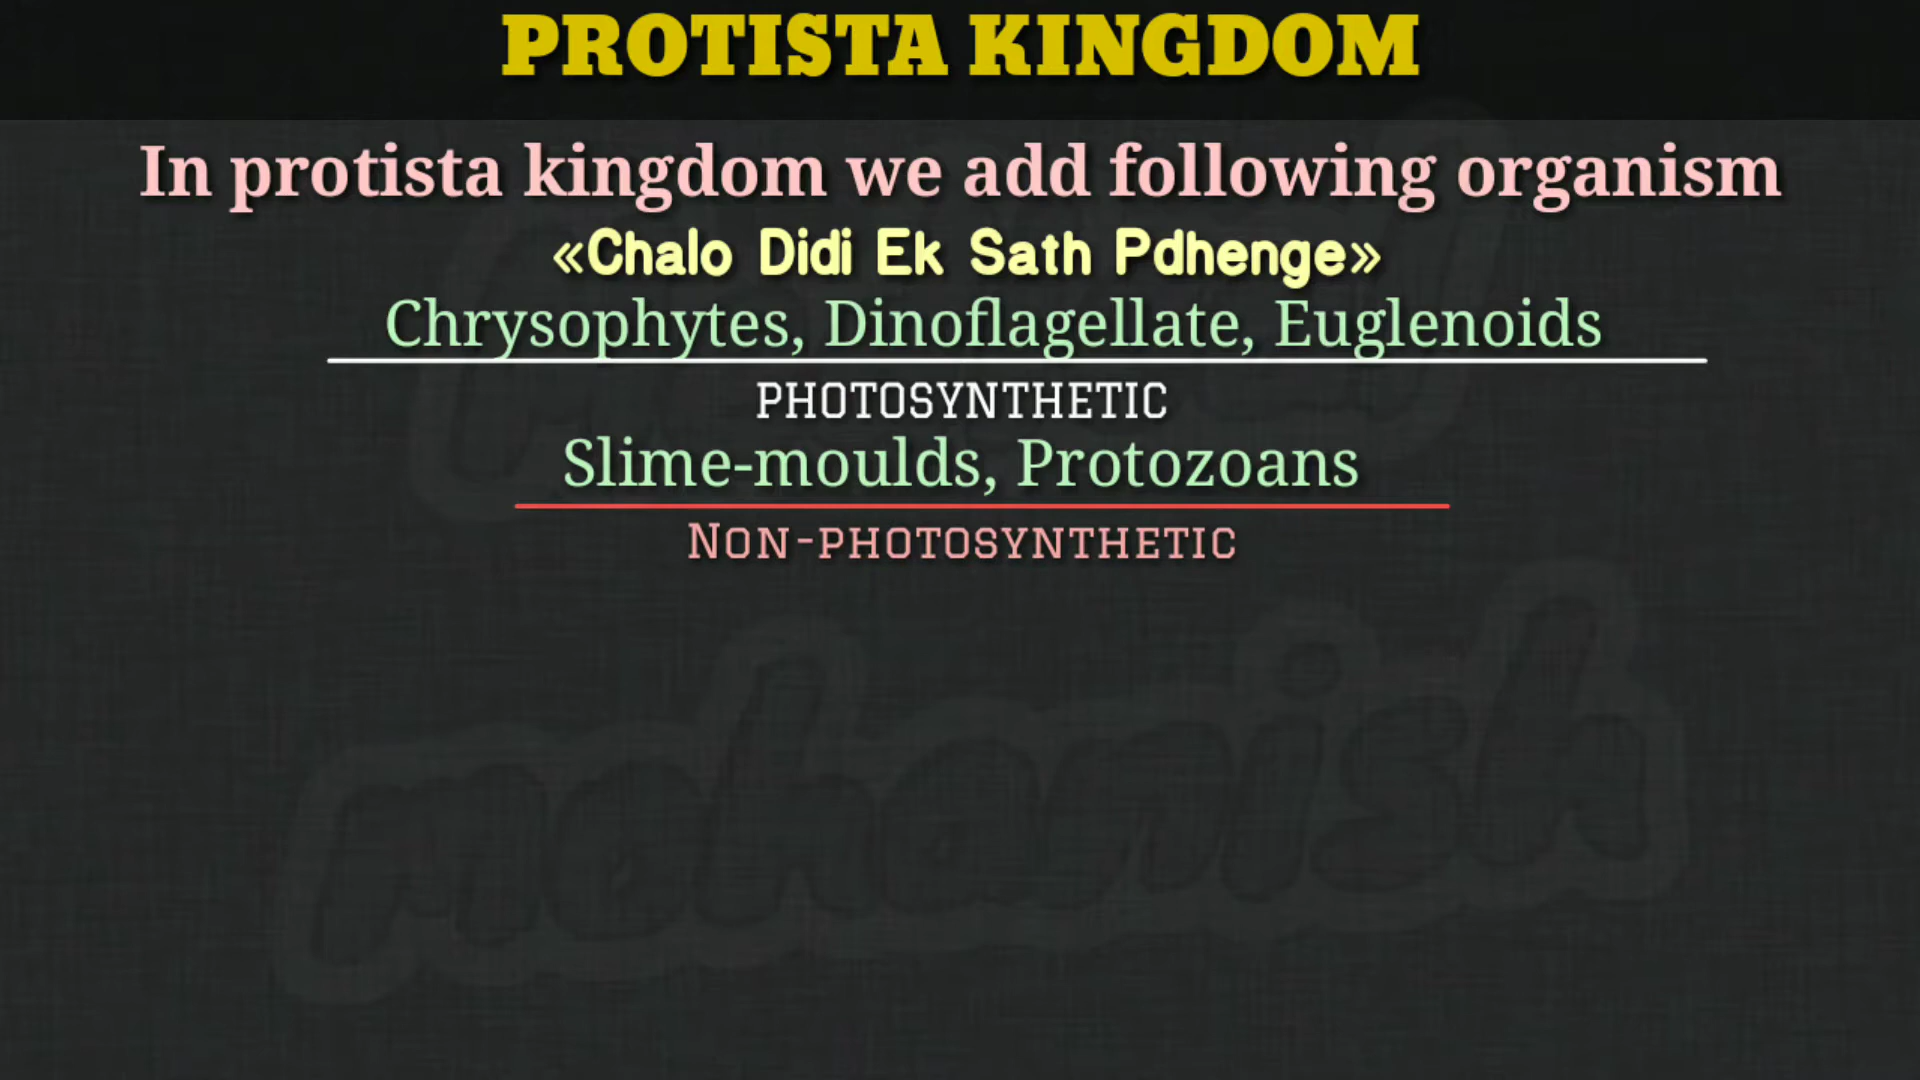 PROTISTA KINGDOM
In protista kingdom we add following organism
«Chalo Didi Ek Sath Pdhenge»
Chrysophytes, Dinoflagellate, Euglenoids
PHOTOSYNTHETIC
Slime-moulds, Protozoans
Non-photosynthetic